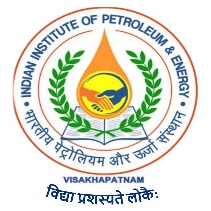 INDIAN INSTITUTE OF PETROLEUM & ENERGY
भारतीय पेट्रोलियम और ऊर्जा संस्थान
VISAKHAPATNAM
विद्या प्रशस्यते लोकैः